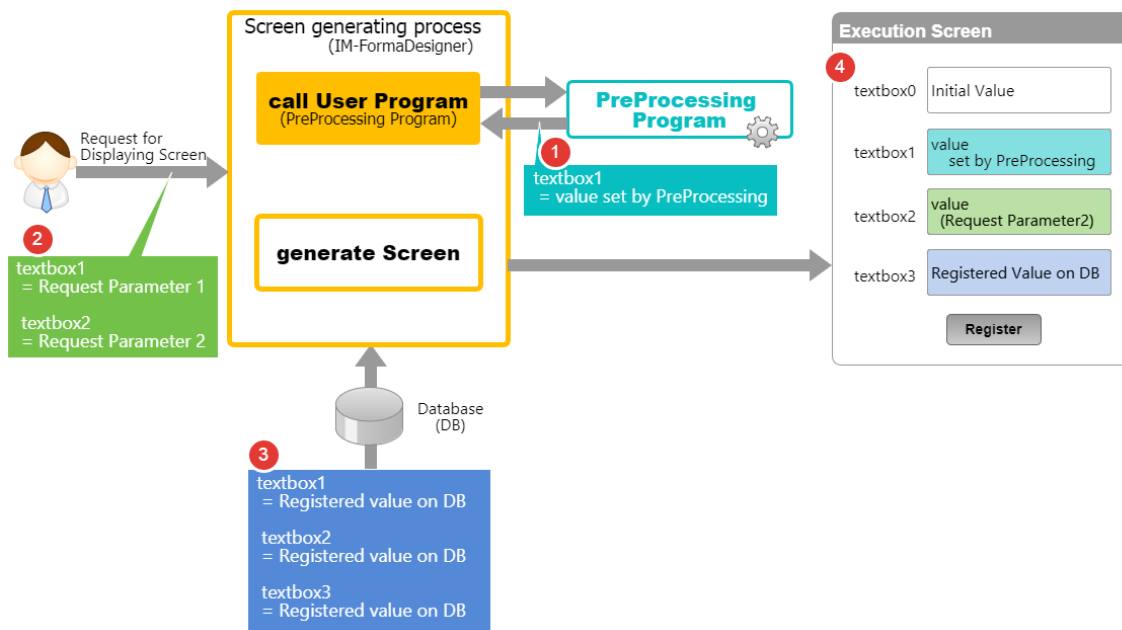 Screen generating process
(IM-FormaDesigner)
call User Program
(PreProcessing Program)
generate Screen
PreProcessing
Program
1
textbox1
= value set by PreProcessing
Request for
Displaying Screen
2
textbox1
= Request Parameter 1
textbox2
= Request Parameter 2
Database
(DB)
3
textbox1
= Registered value on DB
textbox2
= Registered value on DB
textbox3
= Registered value on DB
Execution Screen
4
textbox0
Initial Value
textbox1
value
set by PreProcessing
textbox2
value
(Request Parameter2)
textbox3
Registered Value on DB
Register